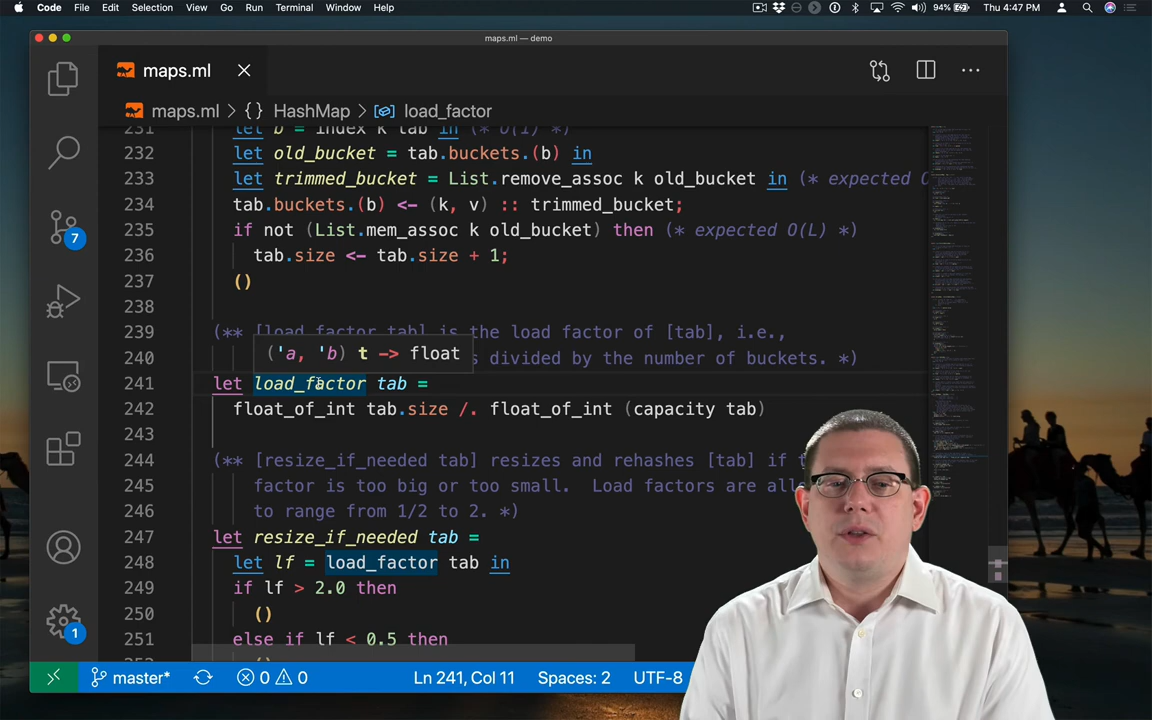 Code File Edit Selection View Go Run Terminal Window Help 94% Thu 4:47 PM
maps.ml — demo
maps.ml
maps.ml > {} HashMap > load_factor
231 let b = index k tab in (* O(1) *)
232 let old_bucket = tab.buckets.(b) in
233 let trimmed_bucket = List.remove_assoc k old_bucket in (* expected O
234 tab.buckets.(b) <- (k, v) :: trimmed_bucket;
235 if not (List.mem_assoc k old_bucket) then (* expected O(L) *)
236 tab.size <- tab.size + 1;
237 ()
238
239 (** [load_factor tab] is the load factor of [tab], i.e.,
('a, 'b) t -> float
240 s divided by the number of buckets. *)
241 let load_factor tab =
242 float_of_int tab.size /. float_of_int (capacity tab)
243
244 (** [resize_if_needed tab] resizes and rehashes [tab] if t
245 factor is too big or too small. Load factors are all
246 to range from 1/2 to 2. *)
247 let resize_if_needed tab =
248 let lf = load_factor tab in
249 if lf > 2.0 then
250 ()
251 else if lf < 0.5 then
7
1
master* 0 0 Ln 241, Col 11 Spaces: 2 UTF-8